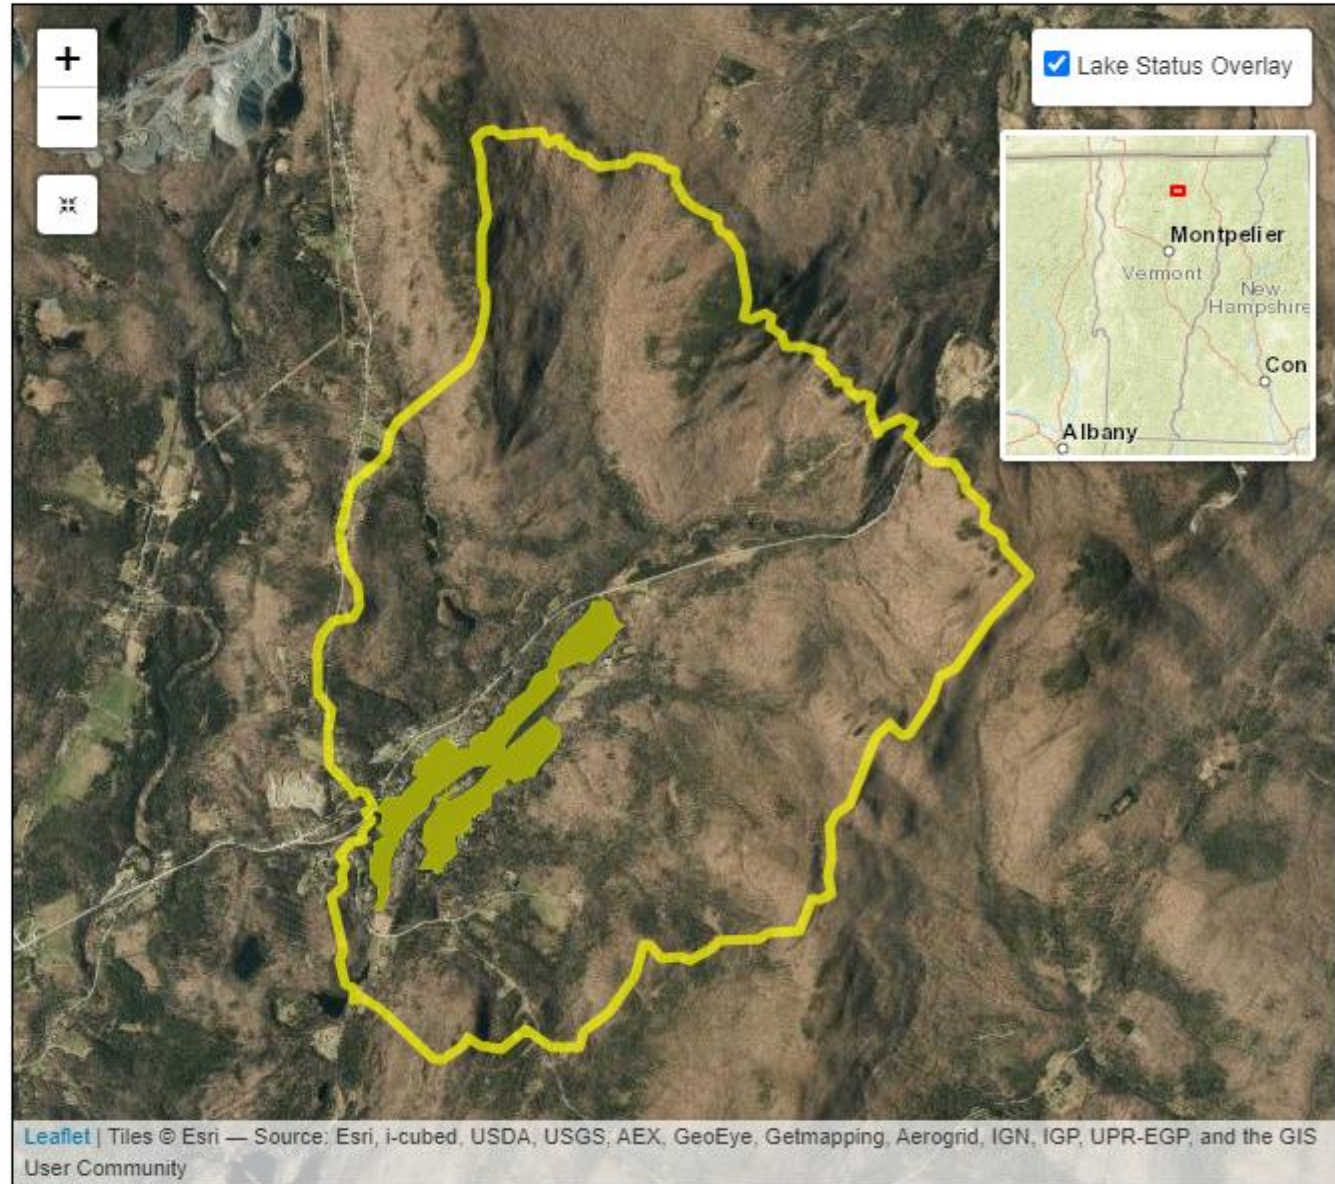 +
−
Lake Status Overlay
Montpelier
Vermont
New
Hampshire
Con
Albany
Leaflet | Tiles © Esri — Source: Esri, i-cubed, USDA, USGS, AEX, GeoEye, Getmapping, Aerogrid, IGN, IGP, UPR-EGP, and the GIS
User Community